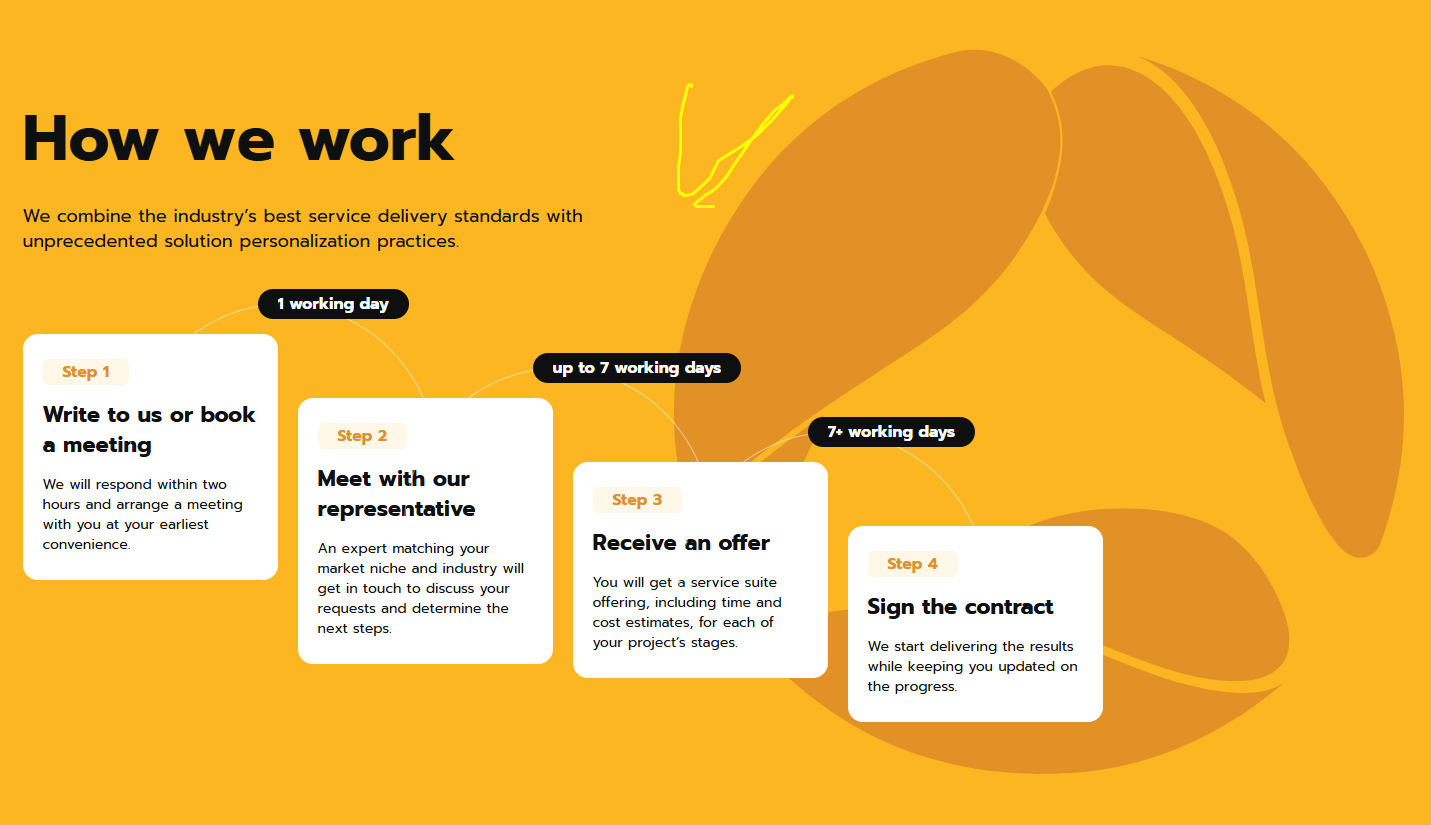 How we work
We combine the industry’s best service delivery standards with
unprecedented solution personalization practices.
1 working day
Step 1
Write to us or book
a meeting
We will respond within two
hours and arrange a meeting
with you at your earliest
convenience.
up to 7 working days
Step 2
Meet with our
representative
An expert matching your
market niche and industry will
get in touch to discuss your
requests and determine the
next steps.
7+ working days
Step 3
Receive an offer
You will get a service suite
offering, including time and
cost estimates, for each of
your project’s stages.
Step 4
Sign the contract
We start delivering the results
while keeping you updated on
the progress.